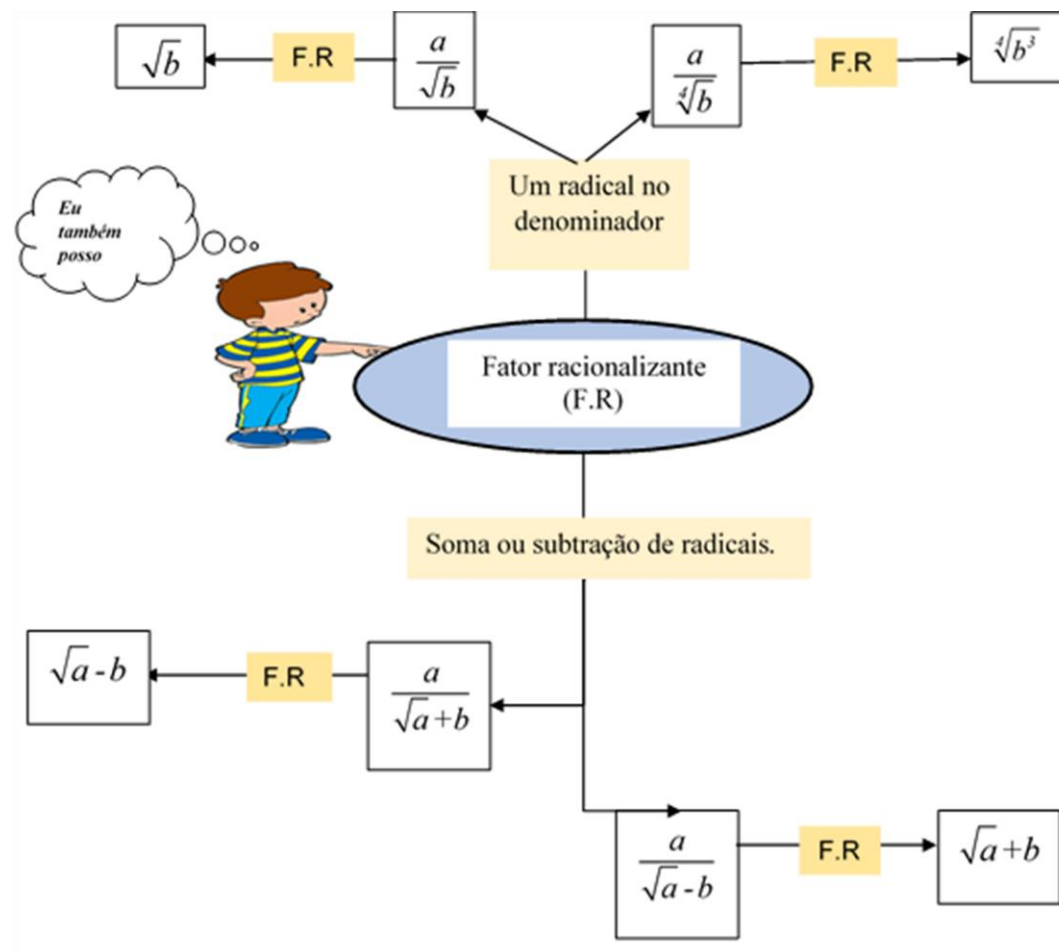 √b
F.R
a/√b
a/∜b
F.R
∜b³
Um radical no
denominador
Eu
também
posso
Fator racionalizante
(F.R)
Soma ou subtração de radicais.
√a-b
F.R
a/√a+b
a/√a-b
F.R
√a+b